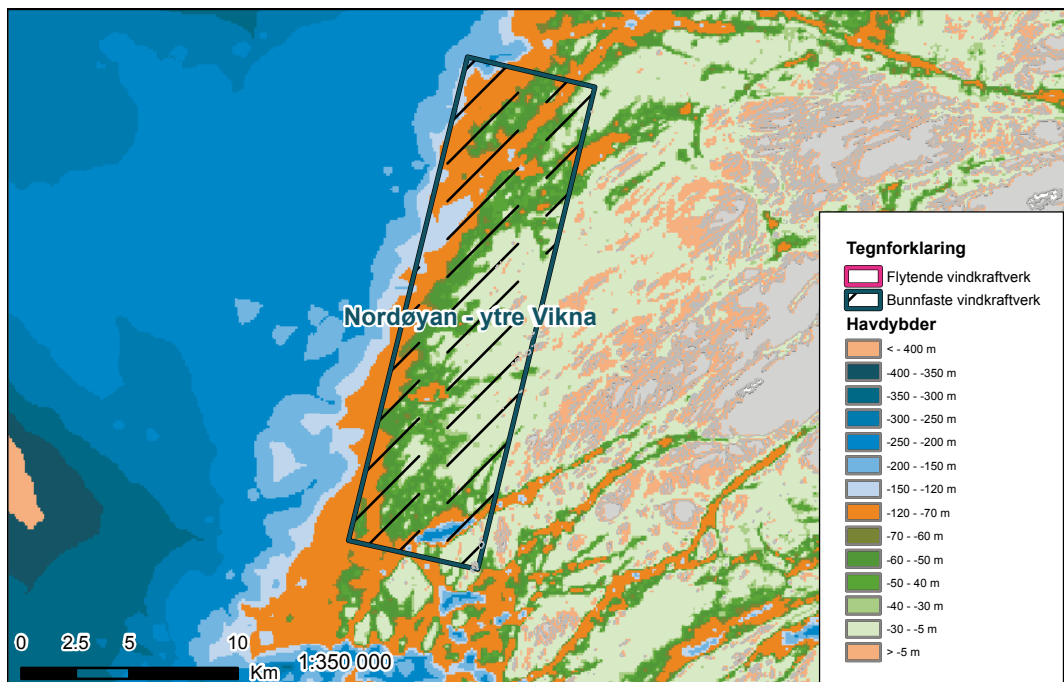 Nordøyan - ytre Vikna
Tegnforklaring
Flytende vindkraftverk
Bunnfaste vindkraftverk
Havdybder
< - 400 m
-400 - -350 m
-350 - -300 m
-300 - -250 m
-250 - -200 m
-200 - -150 m
-150 - -120 m
-120 - -70 m
-70 - -60 m
-60 - -50 m
-50 - 40 m
-40 - -30 m
-30 - -5 m
> -5 m
0 2.5 5 10
Km
1:350 000